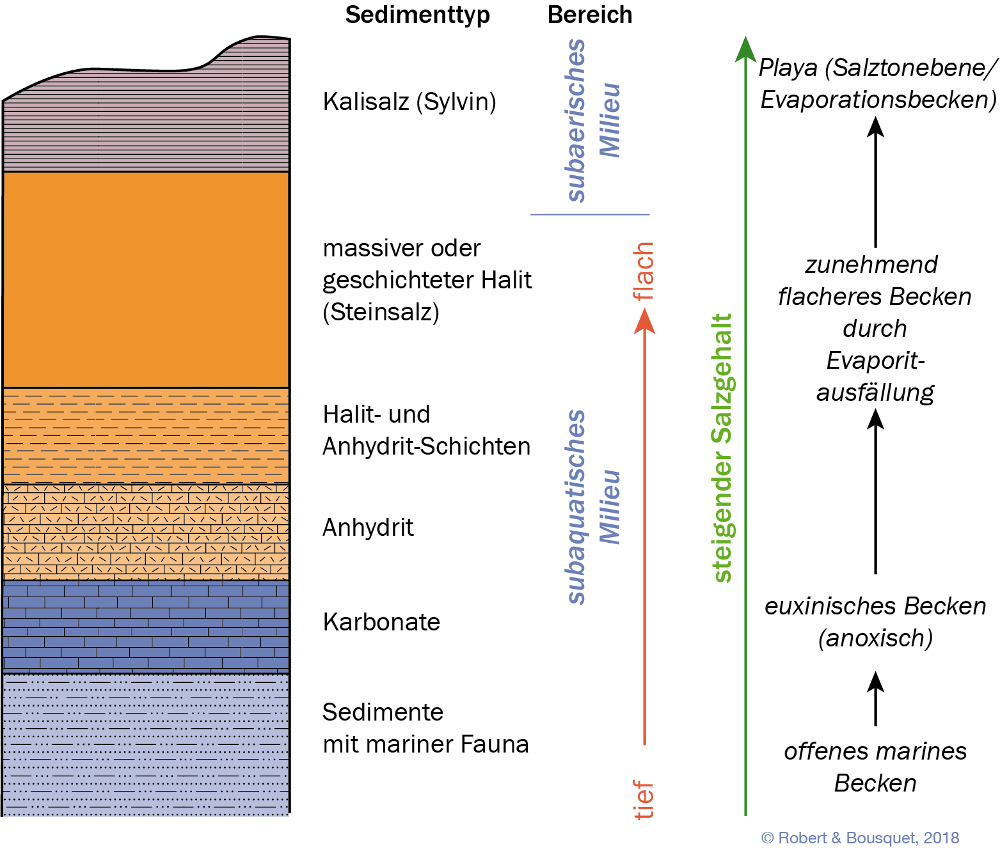 Sedimenttyp
Bereich
Kalisalz (Sylvin)
massiver oder
geschichteter Halit
(Steinsalz)
Halit- und
Anhydrit-Schichten
Anhydrit
Karbonate
Sedimente
mit mariner Fauna
subaerisches
Milieu
subaquatisches
Milieu
flach
tief
steigender Salzgehalt
Playa (Salztonebene/
Evaporationsbecken)
zunehmend
flacheres Becken
durch
Evaporit-
ausfällung
euxinisches Becken
(anoxisch)
offenes marines
Becken
© Robert & Bousquet, 2018